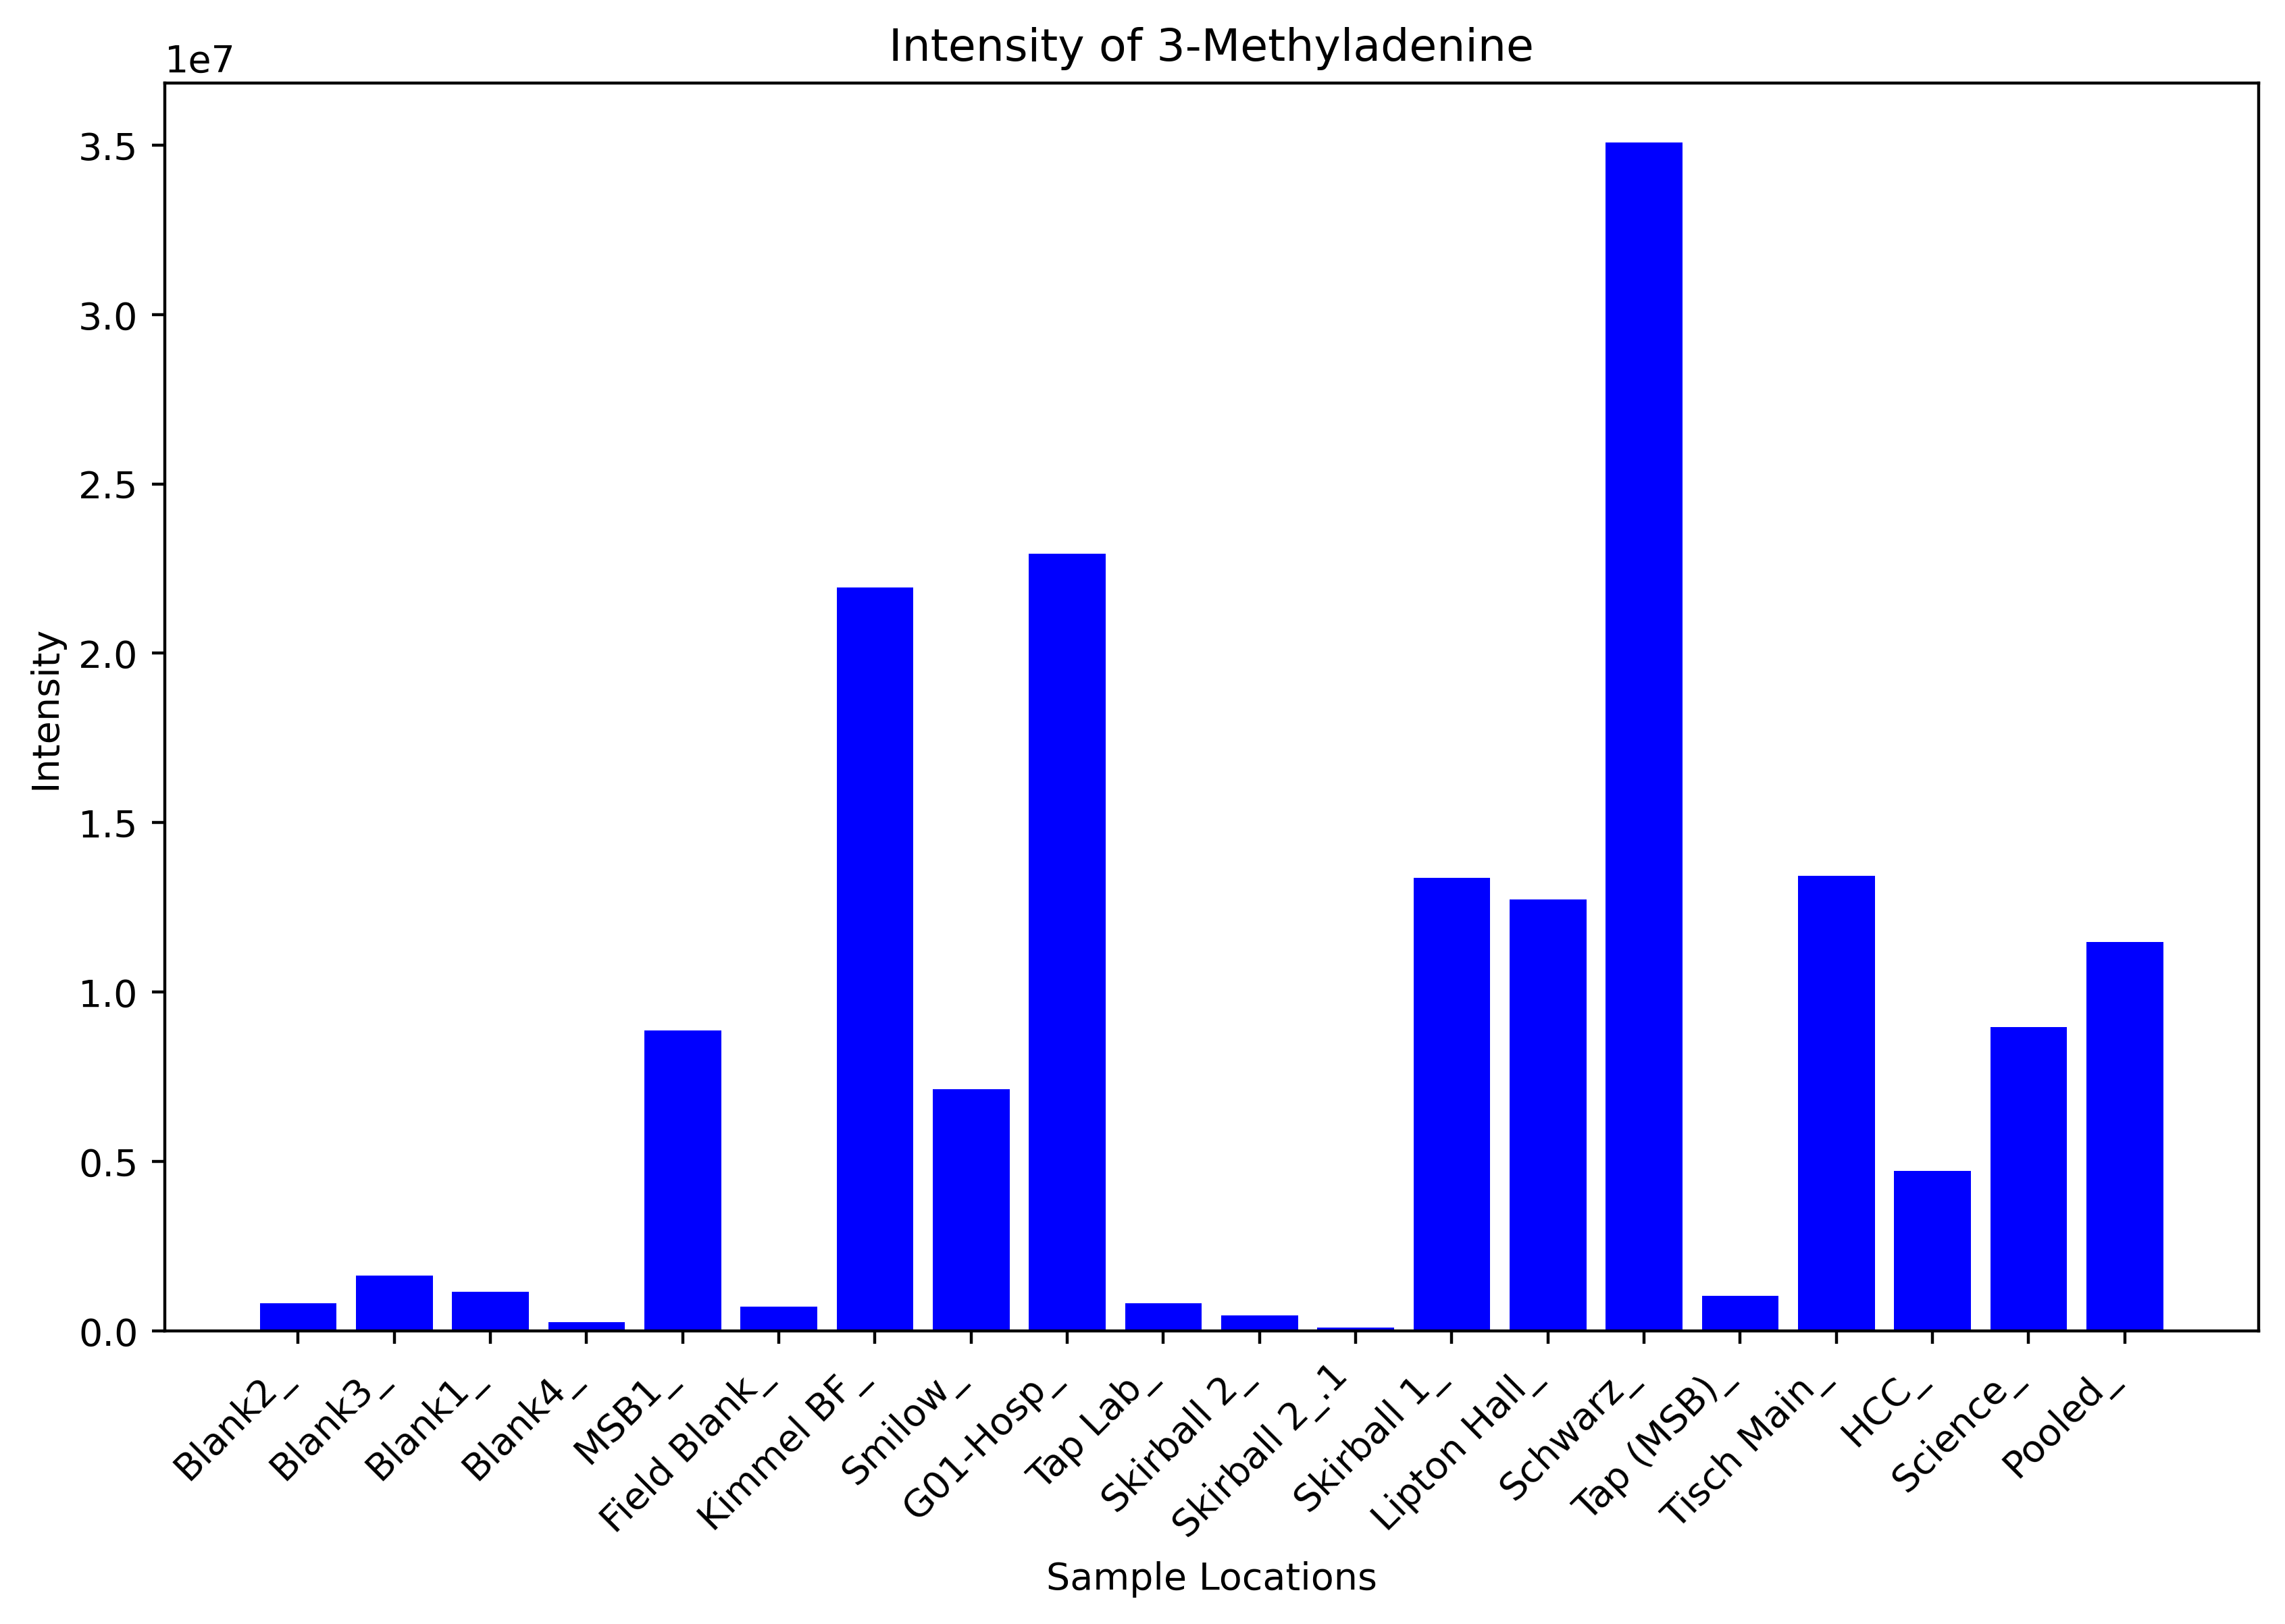 Intensity of 3-Methyladenine
1e7
3.5
3.0
2.5
2.0
1.5
1.0
0.5
0.0
Intensity
Blank2_
Blank3_
Blank1_
Blank4_
MSB1_
Field Blank_
Kimmel BF_
Smilow_
G01-Hosp_
Tap Lab_
Skirball 2_
Skirball 2_.1
Skirball 1_
Lipton Hall_
Schwarz_
Tap (MSB)_
Tisch Main_
HCC_
Science_
Pooled_
Sample Locations